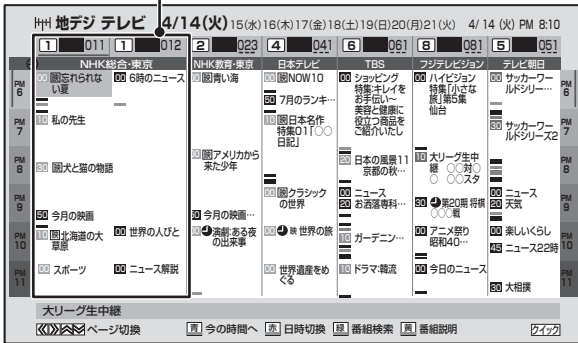 地デジ テレビ 4/14(火)15(水)16(木)17(金)18(土)19(日)20(月)21(火) 4/ 14 (火) PM 8:10
1 011 1 012 2 023 4 041 6 061 8 081 5 051
NHK総合・東京 NHK教育・東京 日本テレビ TBS フジテレビジョン テレビ朝日
PM 6
PM 7
PM 8
PM 9
PM 10
PM 11
00 忘れられない夏
10 私の先生
30 犬と猫の物語
50 今月の映画
10 北海道の大草原
00 スポーツ
00 6時のニュース
00 世界の人びと
00 ニュース解説
00 青い海
00 アメリカから来た少年
50 今月の映画…
00 演劇:ある夜の出来事
00 NOW10
50 7月のランキ…
10 日本名作特集01「○○日記」
00 クラシックの世界
00 世界の旅
00 世界遺産をめぐる
00 ショッピング特集:キレイをお手伝い〜美容と健康に役立つ商品をご紹介いたし
20 日本の風景11 京都の秋…
00 ニュース
20 お洒落専科…
10 ガーデニン…
10 ドラマ:韓流
00 ハイビジョン特集「小さな旅」第5集仙台
10 大リーグ生中継 ○○対○○ ○○スタ
30 第20期 将棋○○○戦
00 アニメ祭り昭和40…
00 今日のニュース
00 サッカーワールドシリー…
30 サッカーワールドシリーズ2
00 ニュース
20 天気
00 楽しいくらし
45 ニュース22時
30 大相撲
PM 6
PM 7
PM 8
PM 9
PM 10
PM 11
大リーグ生中継
ページ切換 青 今の時間へ 赤 日時切換 緑 番組検索 黄 番組説明 クイック